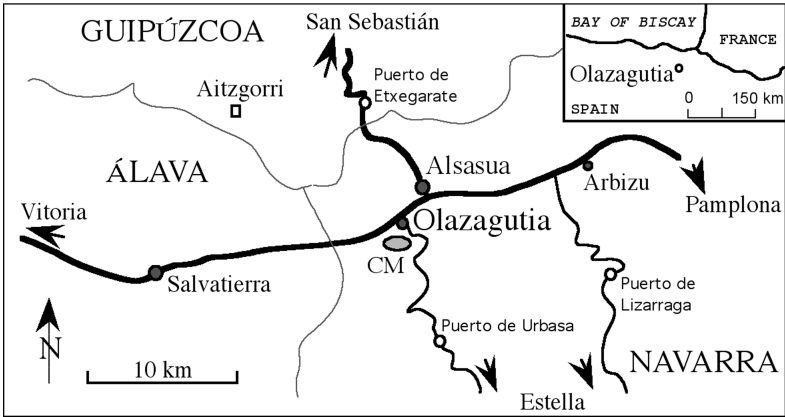 GUIPÚZCOA
San Sebastián
BAY OF BISCAY
FRANCE
Olazagutia
SPAIN
0 150 km
Puerto de
Etxegarate
Aitzgorri
ÁLAVA
Alsasua
Arbizu
Vitoria
Pamplona
Olazagutia
CM
Salvatierra
Puerto de
Lizarraga
Puerto de Urbasa
N
10 km
NAVARRA
Estella